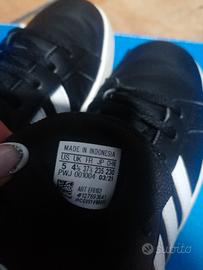 MADE IN INDONESIA
US UK FR JP CHN
5 4½ 37⅓ 235 230
PWJ 001004 03/21
ART EF0102
subito